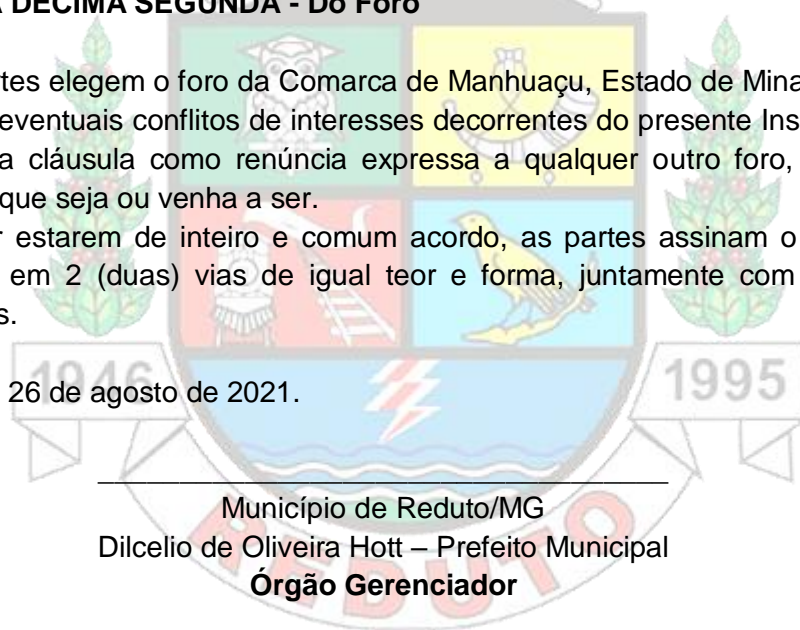 DÉCIMA SEGUNDA - Do Foro
tes elegem o foro da Comarca de Manhuaçu, Estado de Mina
eventuais conflitos de interesses decorrentes do presente Ins
a cláusula como renúncia expressa a qualquer outro foro,
que seja ou venha a ser.
r estarem de inteiro e comum acordo, as partes assinam o
em 2 (duas) vias de igual teor e forma, juntamente com
s.
1946 1995
26 de agosto de 2021.
Município de Reduto/MG
Dilcelio de Oliveira Hott – Prefeito Municipal
Órgão Gerenciador
REDUTO